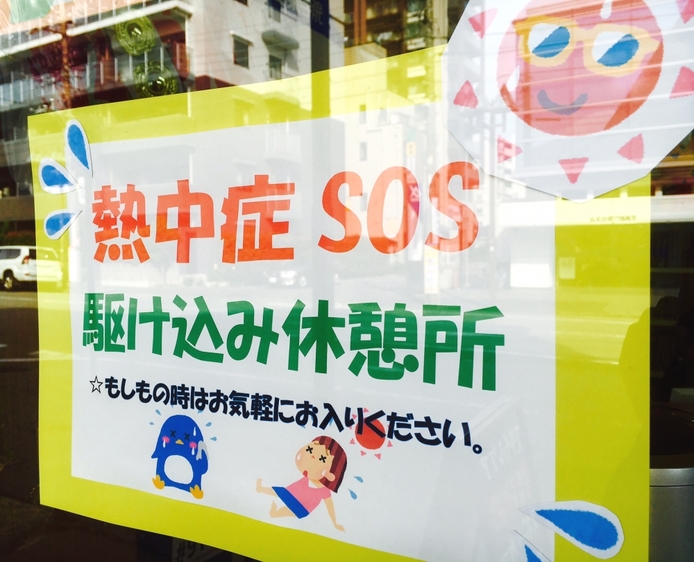 熱中症 SOS
駆け込み休憩所
☆もしもの時はお気軽にお入りください。